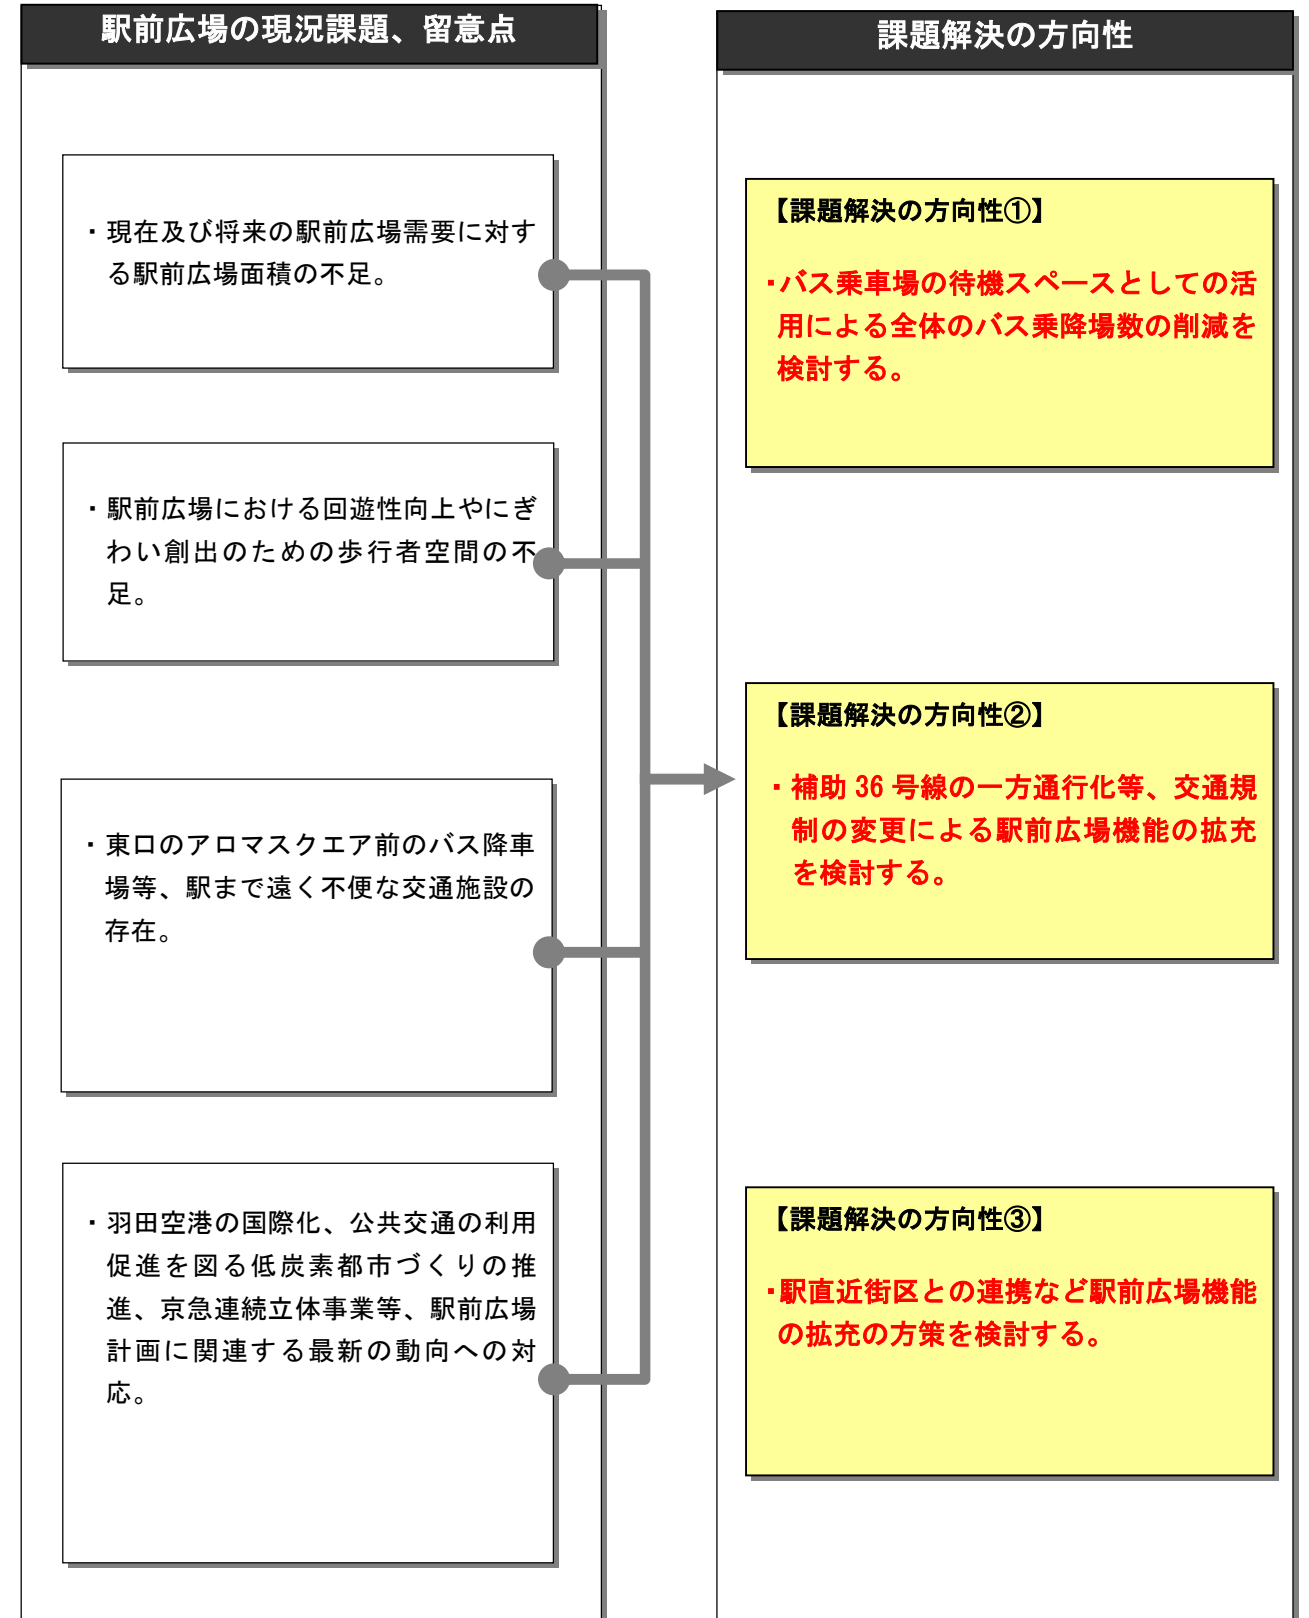 駅前広場の現況課題、留意点
・現在及び将来の駅前広場需要に対す
る駅前広場面積の不足。
・駅前広場における回遊性向上やにぎ
わい創出のための歩行者空間の不
足。
・東口のアロマスクエア前のバス降車
場等、駅まで遠く不便な交通施設の
存在。
・羽田空港の国際化、公共交通の利用
促進を図る低炭素都市づくりの推
進、京急連続立体事業等、駅前広場
計画に関連する最新の動向への対
応。
課題解決の方向性
【課題解決の方向性①】
・バス乗車場の待機スペースとしての活
用による全体のバス乗降場数の削減を
検討する。
【課題解決の方向性②】
・補助 36 号線の一方通行化等、交通規
制の変更による駅前広場機能の拡充
を検討する。
【課題解決の方向性③】
・駅直近街区との連携など駅前広場機能
の拡充の方策を検討する。